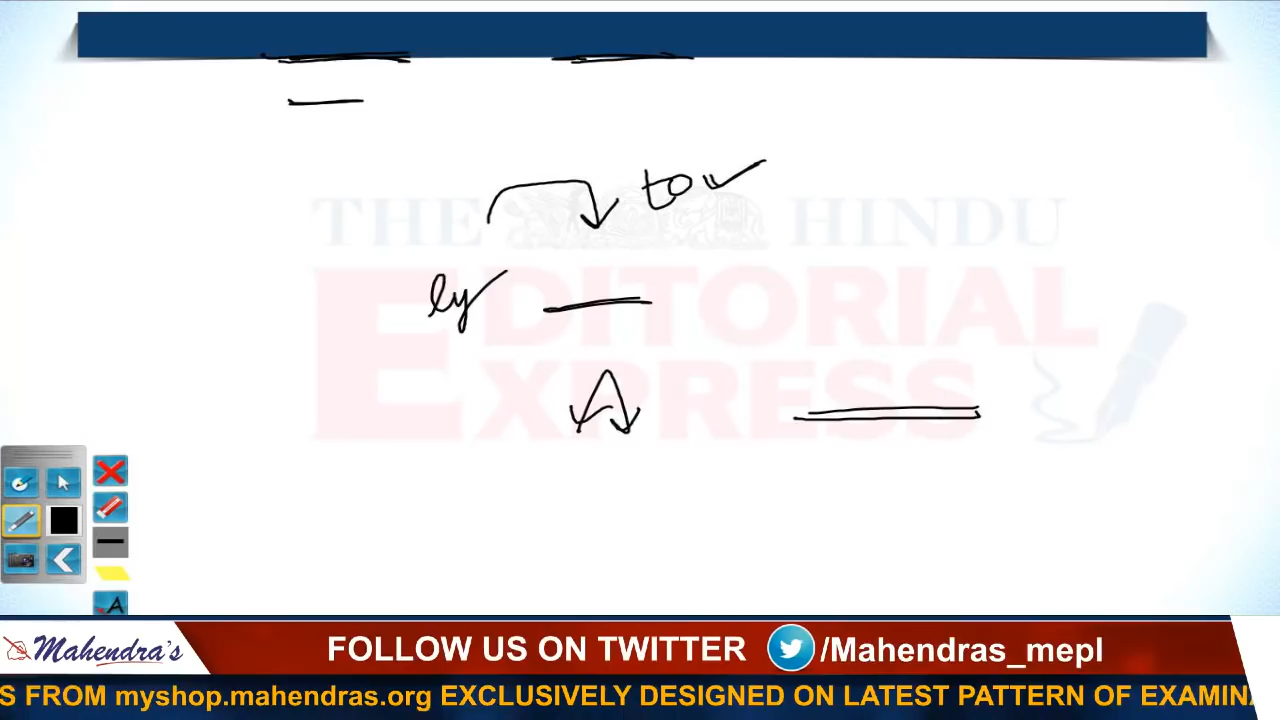 to
THE HINDU
ly
EDITORIAL
EXPRESS
A
Mahendra's
FOLLOW US ON TWITTER /Mahendras_mepl
S FROM myshop.mahendras.org EXCLUSIVELY DESIGNED ON LATEST PATTERN OF EXAMINA